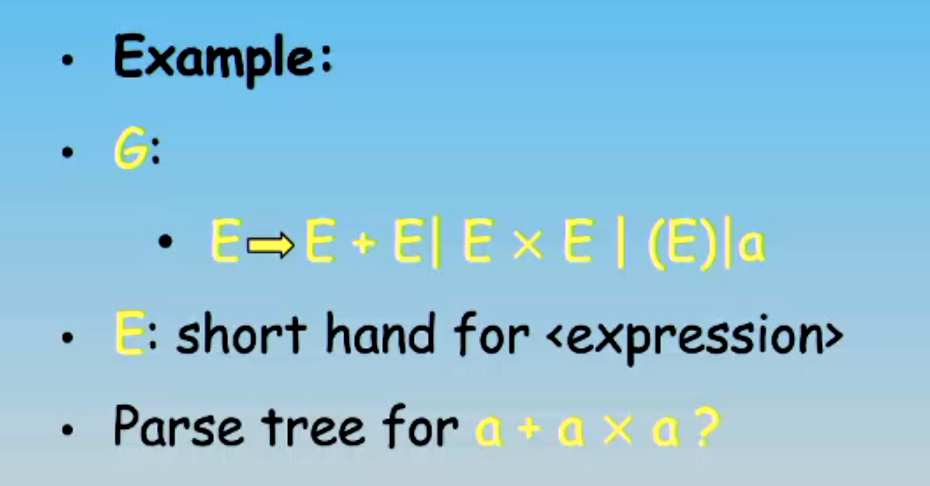 • Example:
• G:
• E ⇒ E + E| E × E | (E)|a
• E: short hand for <expression>
• Parse tree for a + a × a ?